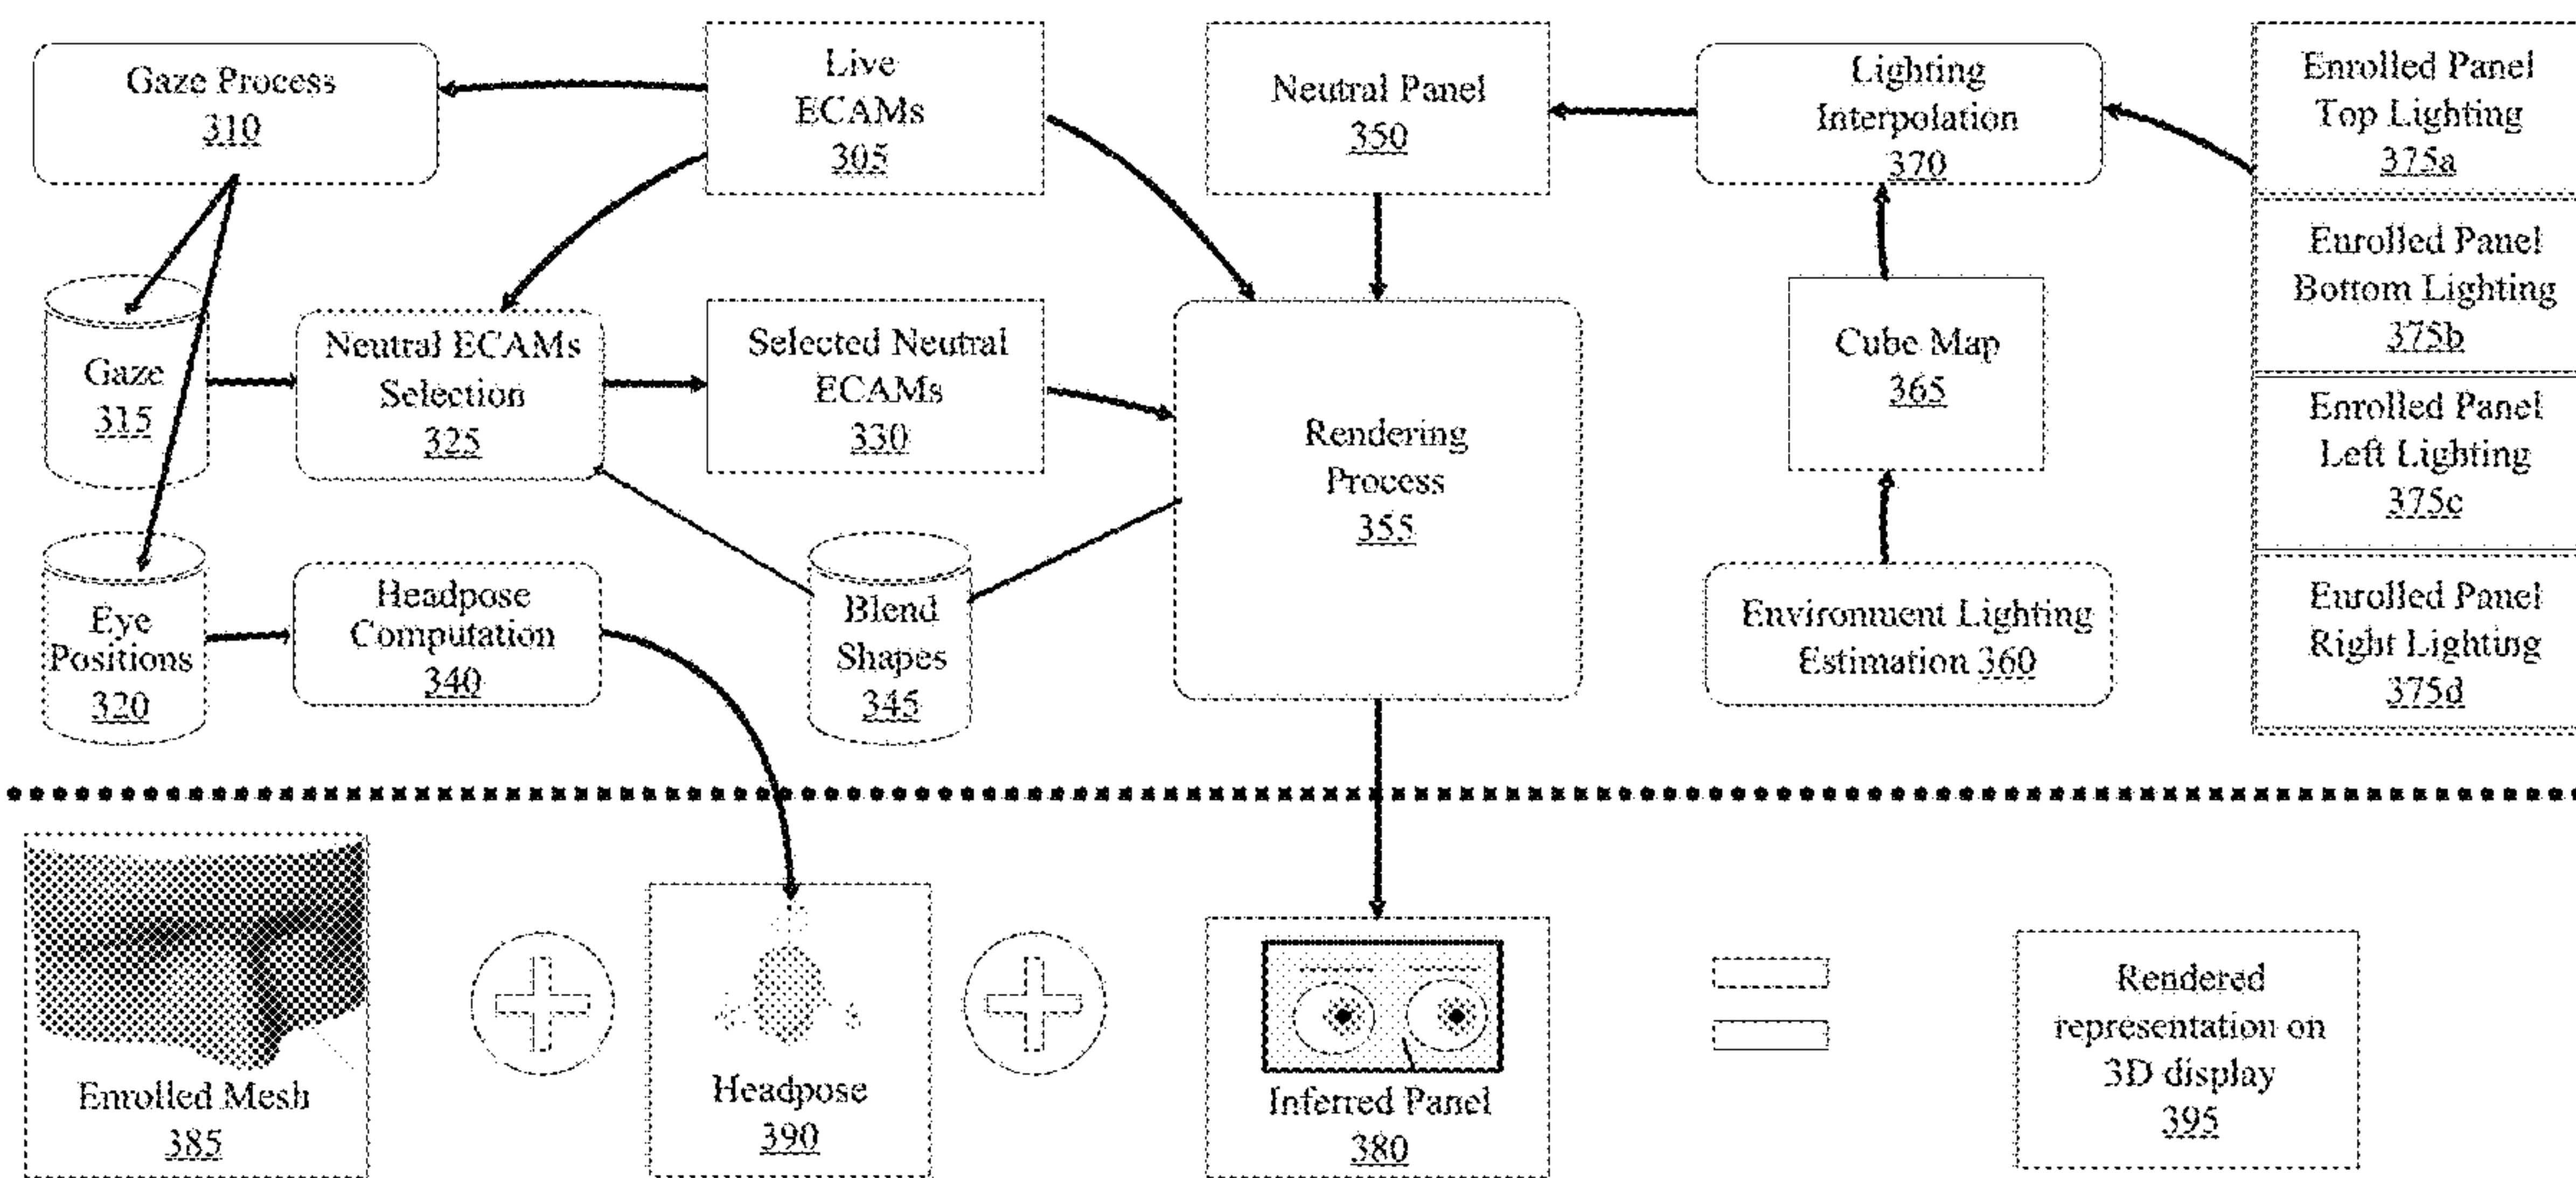 Gaze Process
310
Live
ECAMs
305
Neutral Panel
350
Lighting
Interpolation
370
Enrolled Panel
Top Lighting
375a
Enrolled Panel
Bottom Lighting
375b
Enrolled Panel
Left Lighting
375c
Enrolled Panel
Right Lighting
375d
Gaze
315
Neutral ECAMs
Selection
325
Selected Neutral
ECAMs
330
Rendering
Process
355
Cube Map
365
Eye
Positions
320
Headpose
Computation
340
Blend
Shapes
345
Environment Lighting
Estimation 360
Enrolled Mesh
385
Headpose
390
Inferred Panel
380
Rendered
representation on
3D display
395